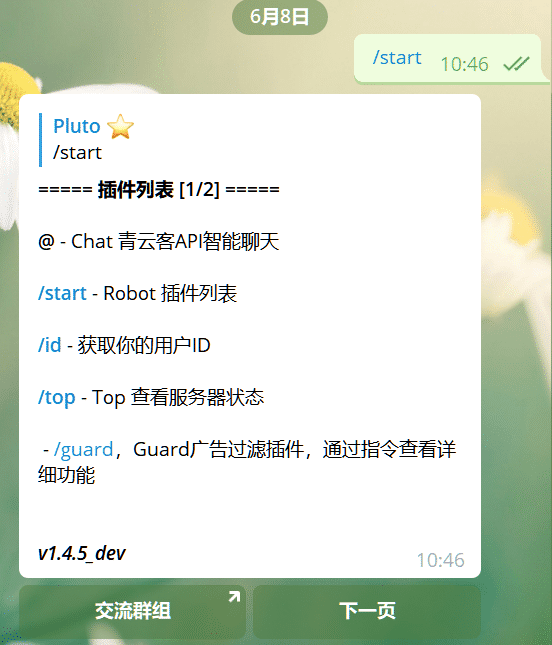 6月8日
/start 10:46
Pluto ⭐
/start
===== 插件列表 [1/2] =====
@ - Chat 青云客API智能聊天
/start - Robot 插件列表
/id - 获取你的用户ID
/top - Top 查看服务器状态
- /guard，Guard广告过滤插件，通过指令查看详
细功能
v1.4.5_dev 10:46
交流群组 下一页